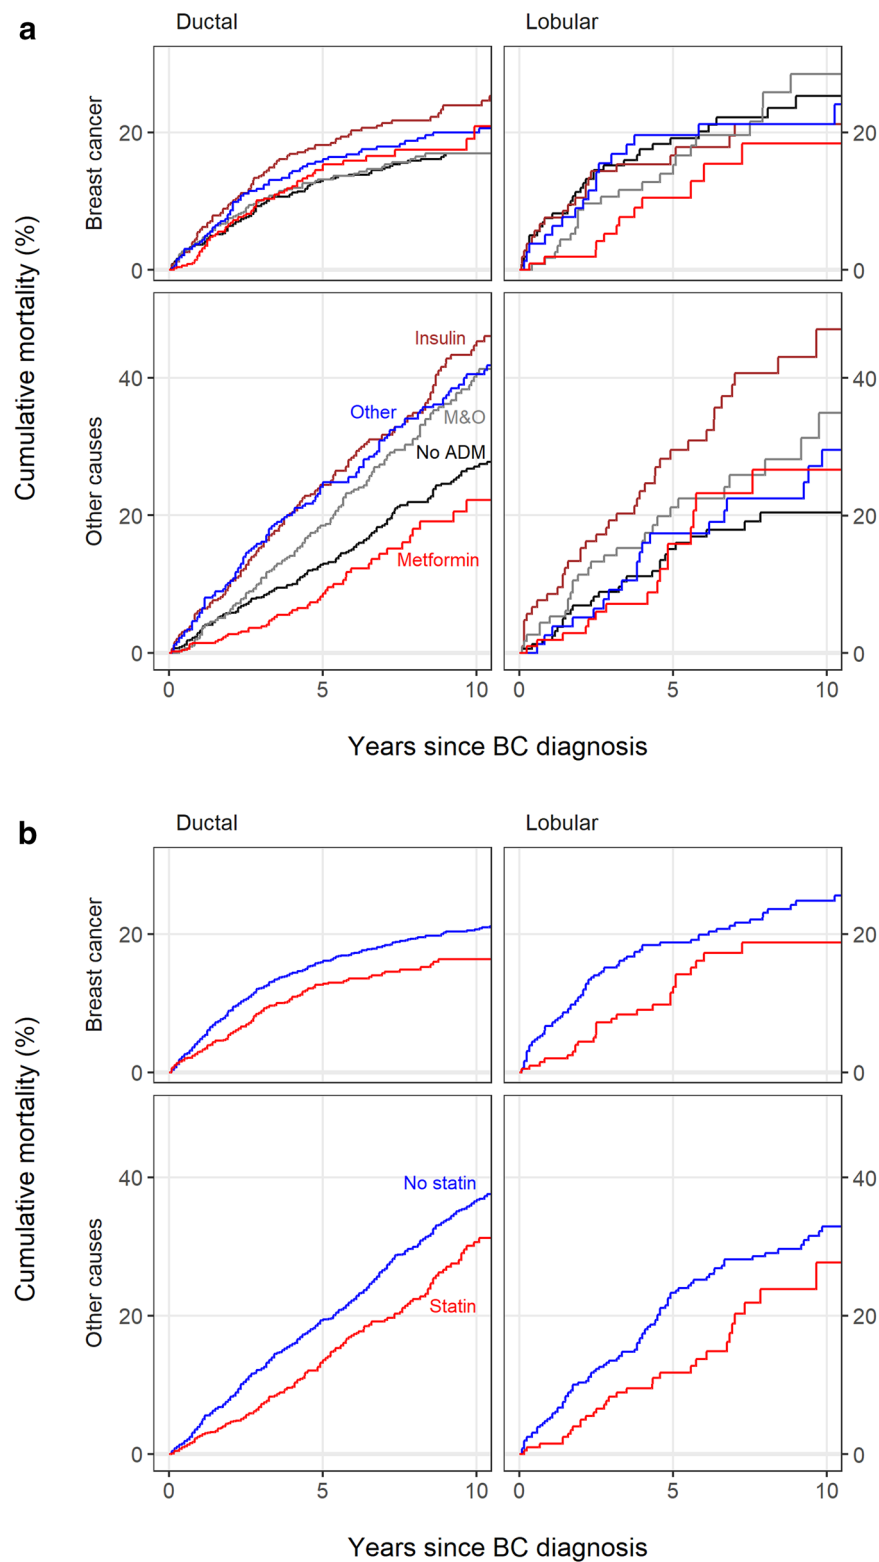 a
Ductal
Lobular
Cumulative mortality (%)
Breast cancer
20
0
20
0
Other causes
40
20
0
Insulin
Other
M&O
No ADM
Metformin
40
20
0
0
5
10
0
5
10
Years since BC diagnosis
b
Ductal
Lobular
Cumulative mortality (%)
Breast cancer
20
0
20
0
Other causes
40
20
0
No statin
Statin
40
20
0
0
5
10
0
5
10
Years since BC diagnosis